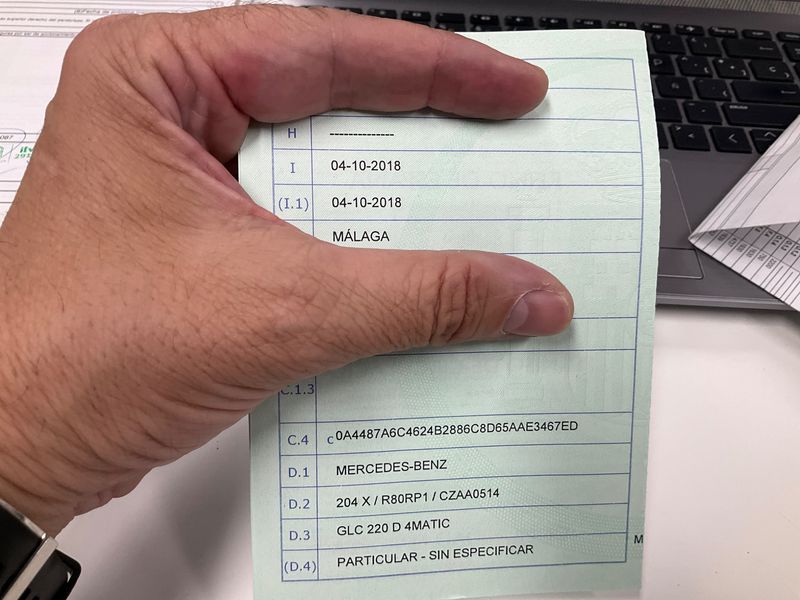 H --------------
I 04-10-2018
(I.1) 04-10-2018
MÁLAGA
C.1.3
C.4 c 0A4487A6C4624B2886C8D65AAE3467ED
D.1 MERCEDES-BENZ
D.2 204 X / R80RP1 / CZAA0514
D.3 GLC 220 D 4MATIC
(D.4) PARTICULAR - SIN ESPECIFICAR
M